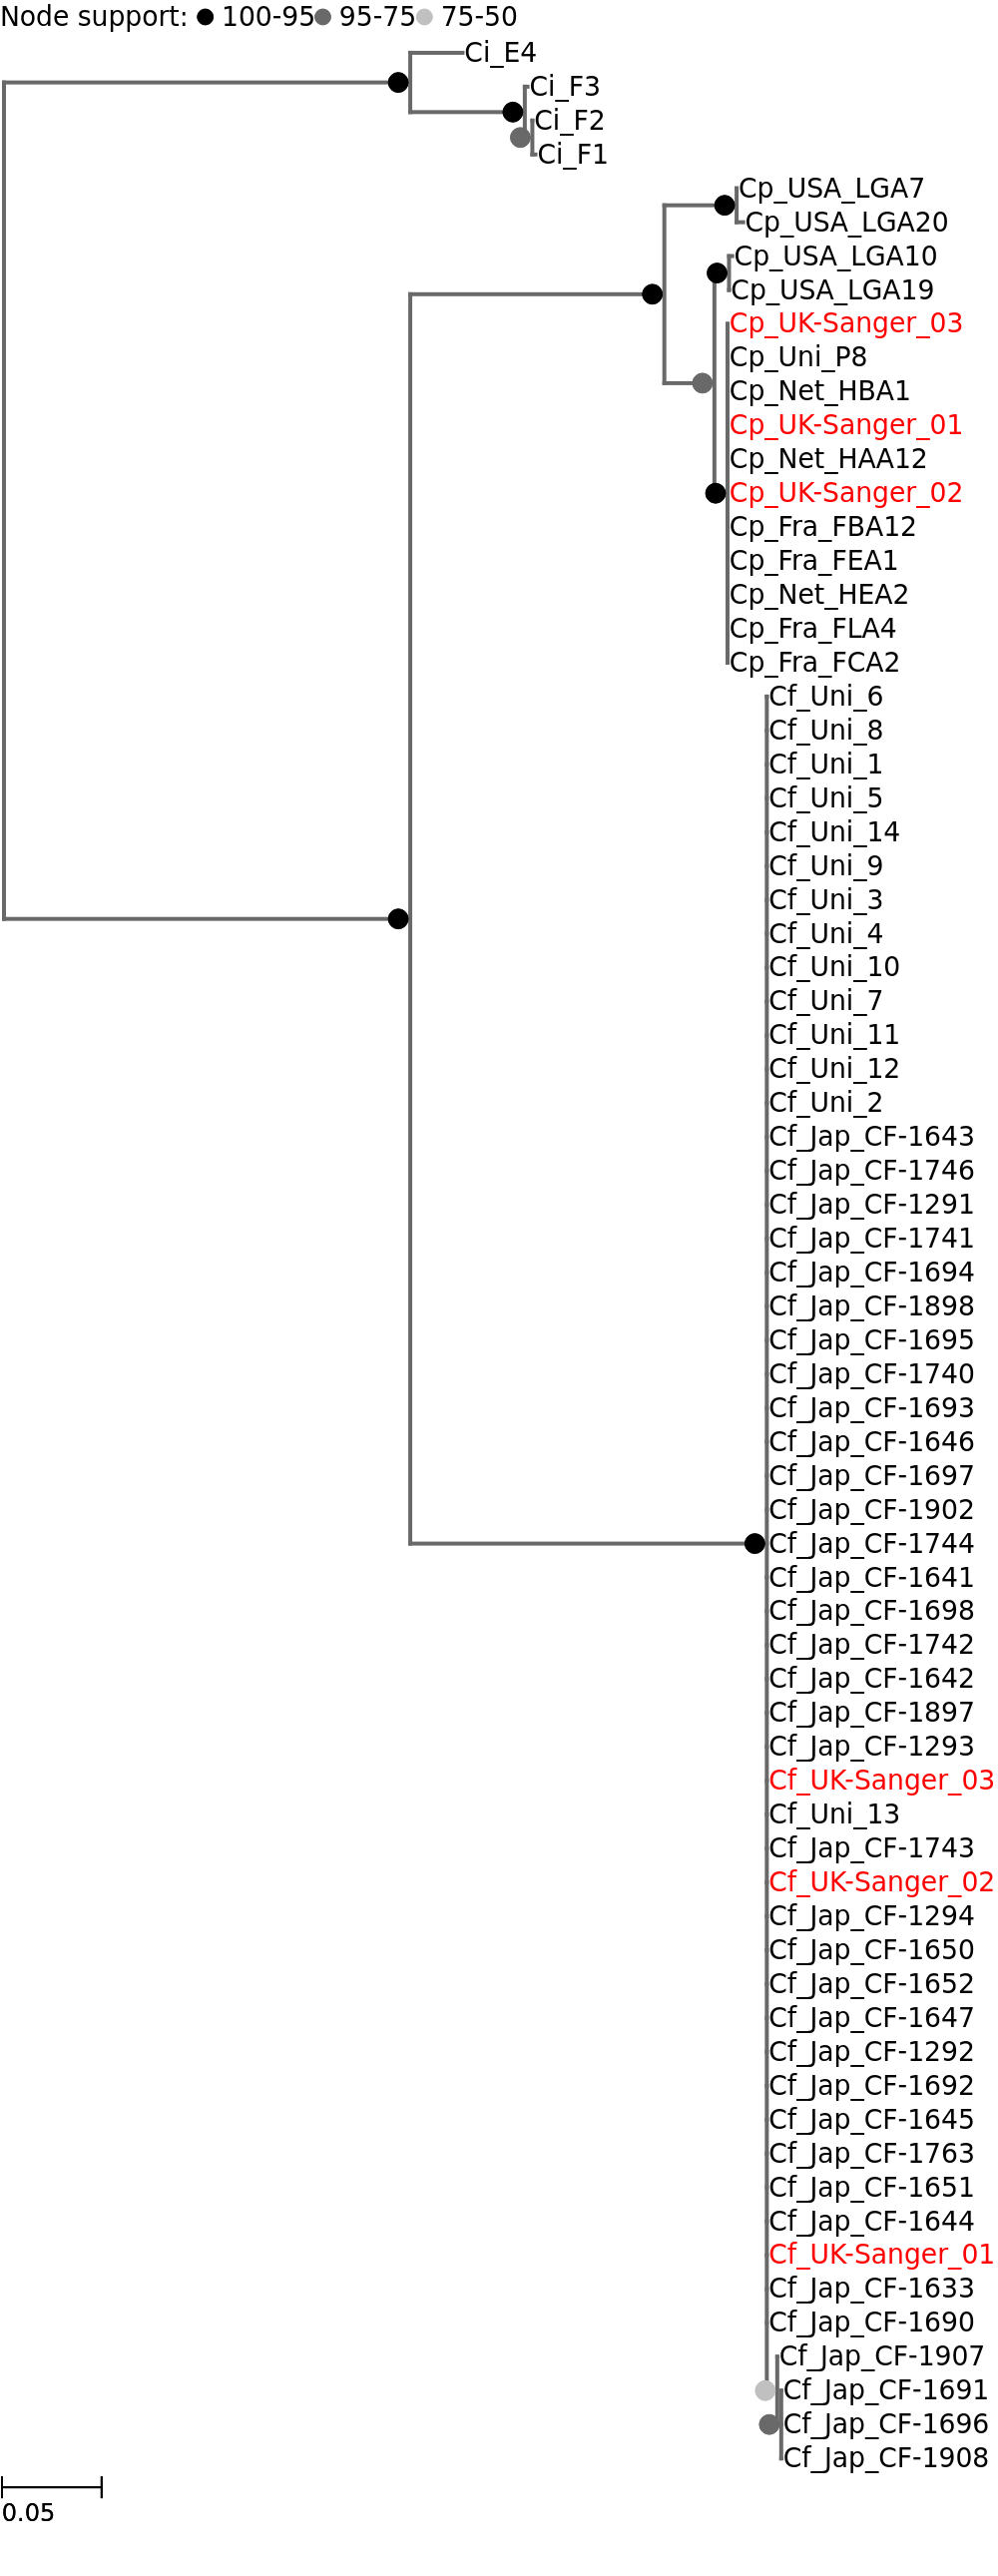 Node support: 100-95 95-75 75-50
Ci_E4
Ci_F3
Ci_F2
Ci_F1
Cp_USA_LGA7
Cp_USA_LGA20
Cp_USA_LGA10
Cp_USA_LGA19
Cp_UK-Sanger_03
Cp_Uni_P8
Cp_Net_HBA1
Cp_UK-Sanger_01
Cp_Net_HAA12
Cp_UK-Sanger_02
Cp_Fra_FBA12
Cp_Fra_FEA1
Cp_Net_HEA2
Cp_Fra_FLA4
Cp_Fra_FCA2
Cf_Uni_6
Cf_Uni_8
Cf_Uni_1
Cf_Uni_5
Cf_Uni_14
Cf_Uni_9
Cf_Uni_3
Cf_Uni_4
Cf_Uni_10
Cf_Uni_7
Cf_Uni_11
Cf_Uni_12
Cf_Uni_2
Cf_Jap_CF-1643
Cf_Jap_CF-1746
Cf_Jap_CF-1291
Cf_Jap_CF-1741
Cf_Jap_CF-1694
Cf_Jap_CF-1898
Cf_Jap_CF-1695
Cf_Jap_CF-1740
Cf_Jap_CF-1693
Cf_Jap_CF-1646
Cf_Jap_CF-1697
Cf_Jap_CF-1902
Cf_Jap_CF-1744
Cf_Jap_CF-1641
Cf_Jap_CF-1698
Cf_Jap_CF-1742
Cf_Jap_CF-1642
Cf_Jap_CF-1897
Cf_Jap_CF-1293
Cf_UK-Sanger_03
Cf_Uni_13
Cf_Jap_CF-1743
Cf_UK-Sanger_02
Cf_Jap_CF-1294
Cf_Jap_CF-1650
Cf_Jap_CF-1652
Cf_Jap_CF-1647
Cf_Jap_CF-1292
Cf_Jap_CF-1692
Cf_Jap_CF-1645
Cf_Jap_CF-1763
Cf_Jap_CF-1651
Cf_Jap_CF-1644
Cf_UK-Sanger_01
Cf_Jap_CF-1633
Cf_Jap_CF-1690
Cf_Jap_CF-1907
Cf_Jap_CF-1691
Cf_Jap_CF-1696
Cf_Jap_CF-1908
0.05